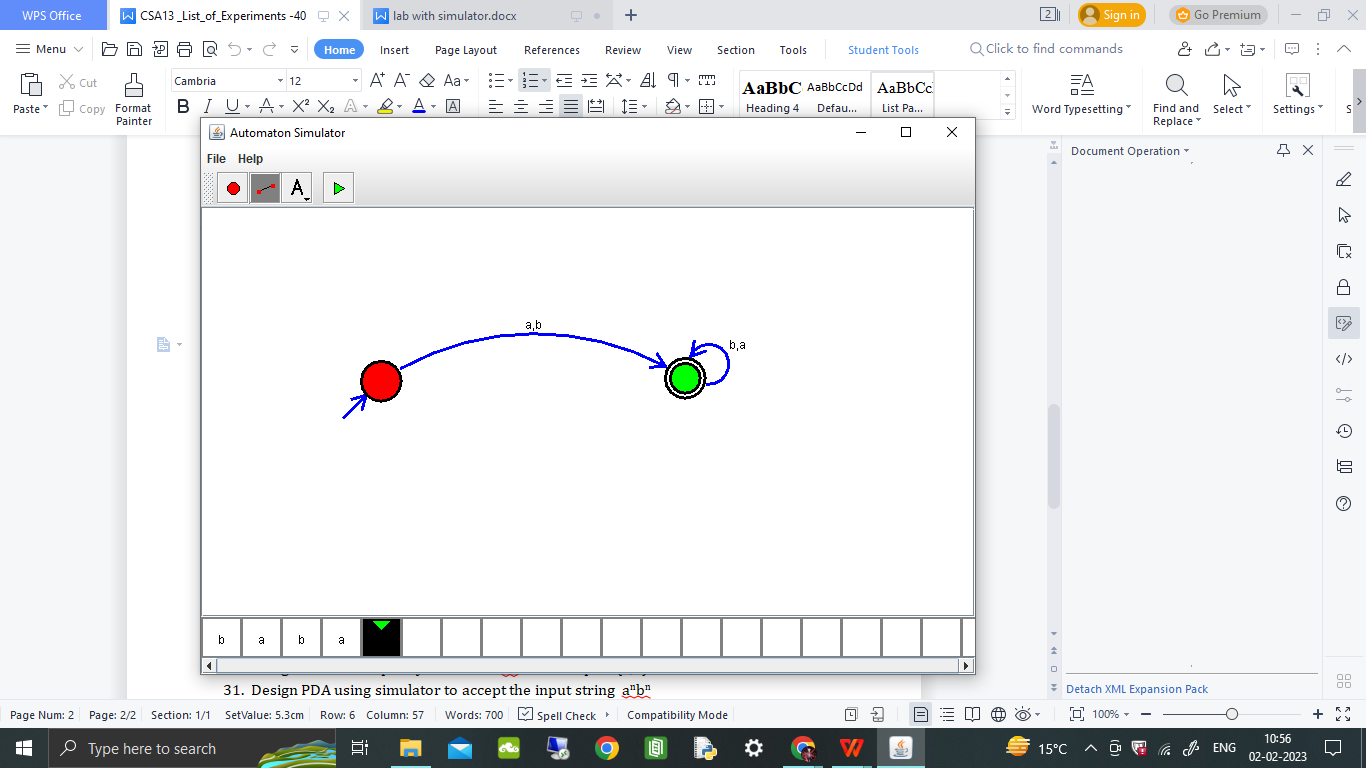 WPS Office CSA13 _List_of_Experiments -40 lab with simulator.docx 2 Sign in Go Premium
Menu Home Insert Page Layout References Review View Section Tools Student Tools Click to find commands
Paste Cut Copy Format Painter Cambria 12 AaBbC AaBbCcDd AaBbCc
Heading 4 Defau... List Pa... Word Typesetting Find and Replace Select Settings S
Automaton Simulator
File Help
A
Document Operation
a,b
b,a
b a b a
31. Design PDA using simulator to accept the input string aⁿbⁿ
Detach XML Expansion Pack
Page Num: 2 Page: 2/2 Section: 1/1 SetValue: 5.3cm Row: 6 Column: 57 Words: 700 Spell Check Compatibility Mode 100%
Type here to search 15°C ENG 10:56
02-02-2023